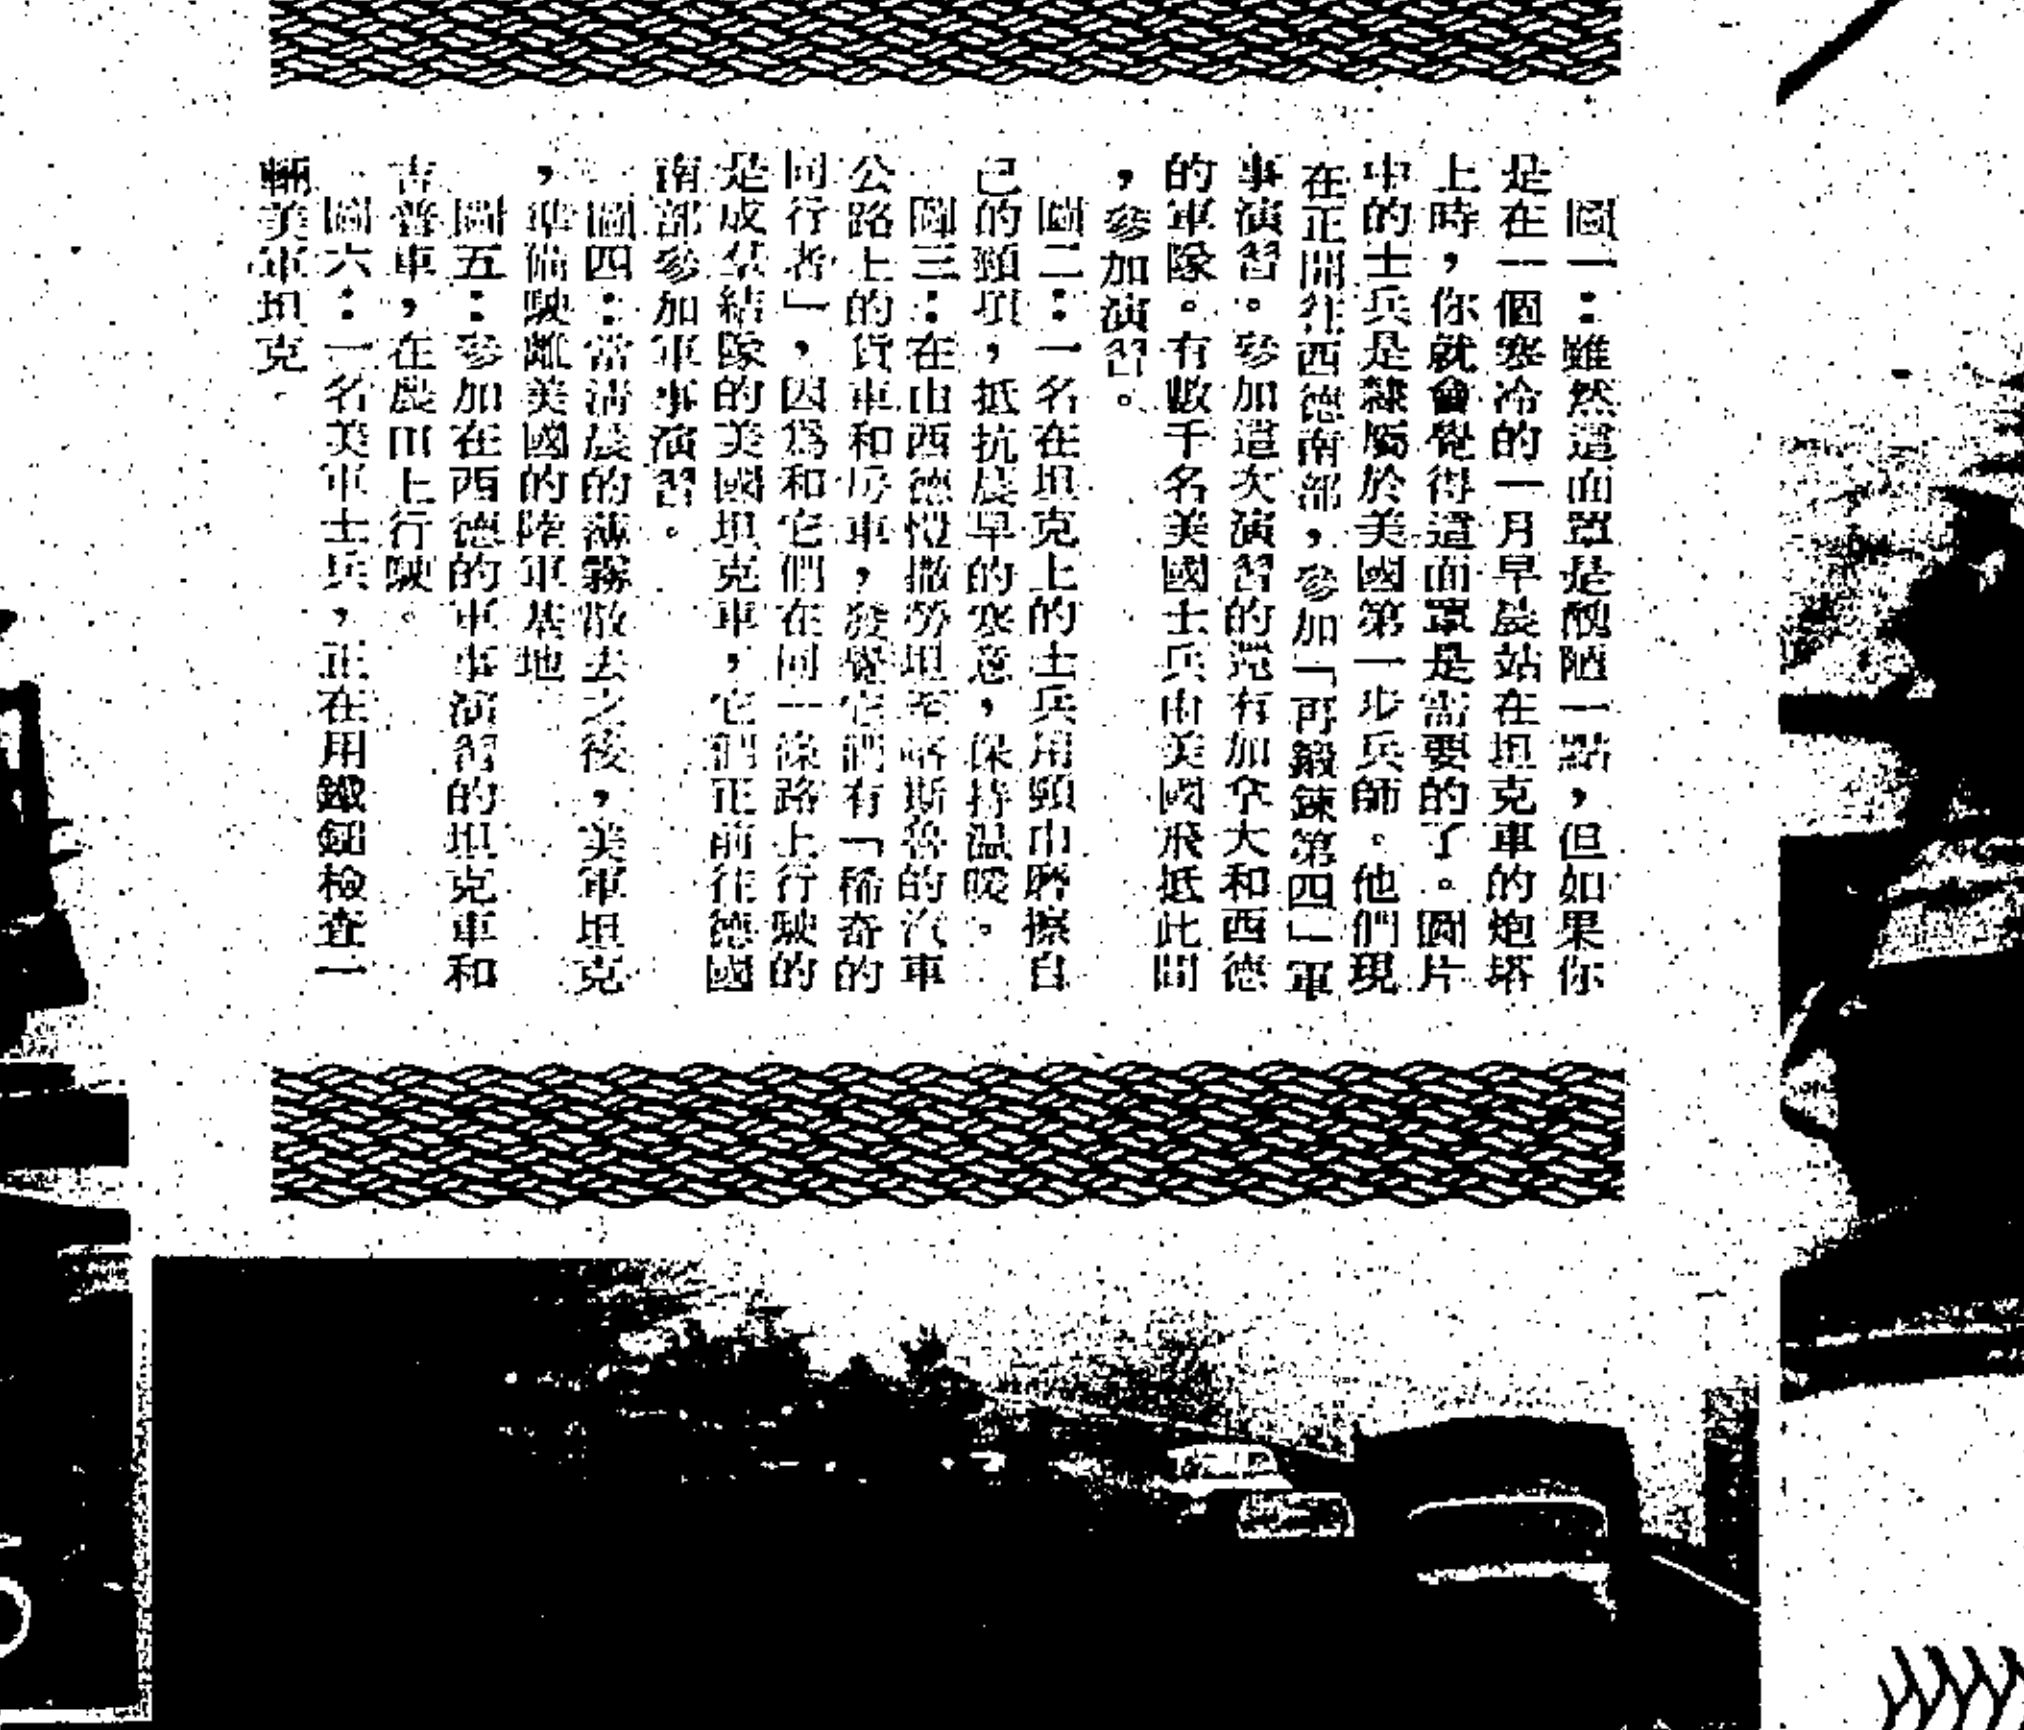 圖一：雖然這面罩是醜陋一點，但如果你
是在一個寒冷的一月早晨站在坦克車的炮塔
上時，你就會覺得這面罩是需要的了。圖片
中的士兵是隸屬於美國第一步兵師。他們現
在正開往西德南部，參加「再鍛鍊第四」軍
事演習。參加這次演習的還有加拿大和西德
的軍隊。有數千名美國士兵由美國飛抵此間
，參加演習。
圖二：一名在坦克上的士兵用頸巾磨擦自
己的頸項，抵抗晨早的寒意，保持温暖。
圖三：在由西德撒勞坦至斯魯的汽車
公路上的貨車和房車，發覺它們有「稀奇的
同行者」，因爲和它們在同一條路上行駛的
是成羣結隊的美國坦克車，它們正前往德國
南部參加軍事演習。
圖四：當清晨的薄霧散去之後，美軍坦克
，準備駛離美國的陸軍基地
圖五：參加在西德的軍事演習的坦克車和
吉普車，在農田上行駛。
圖六：一名美軍士兵，正在用鐵鉗檢查一
輛美軍坦克。